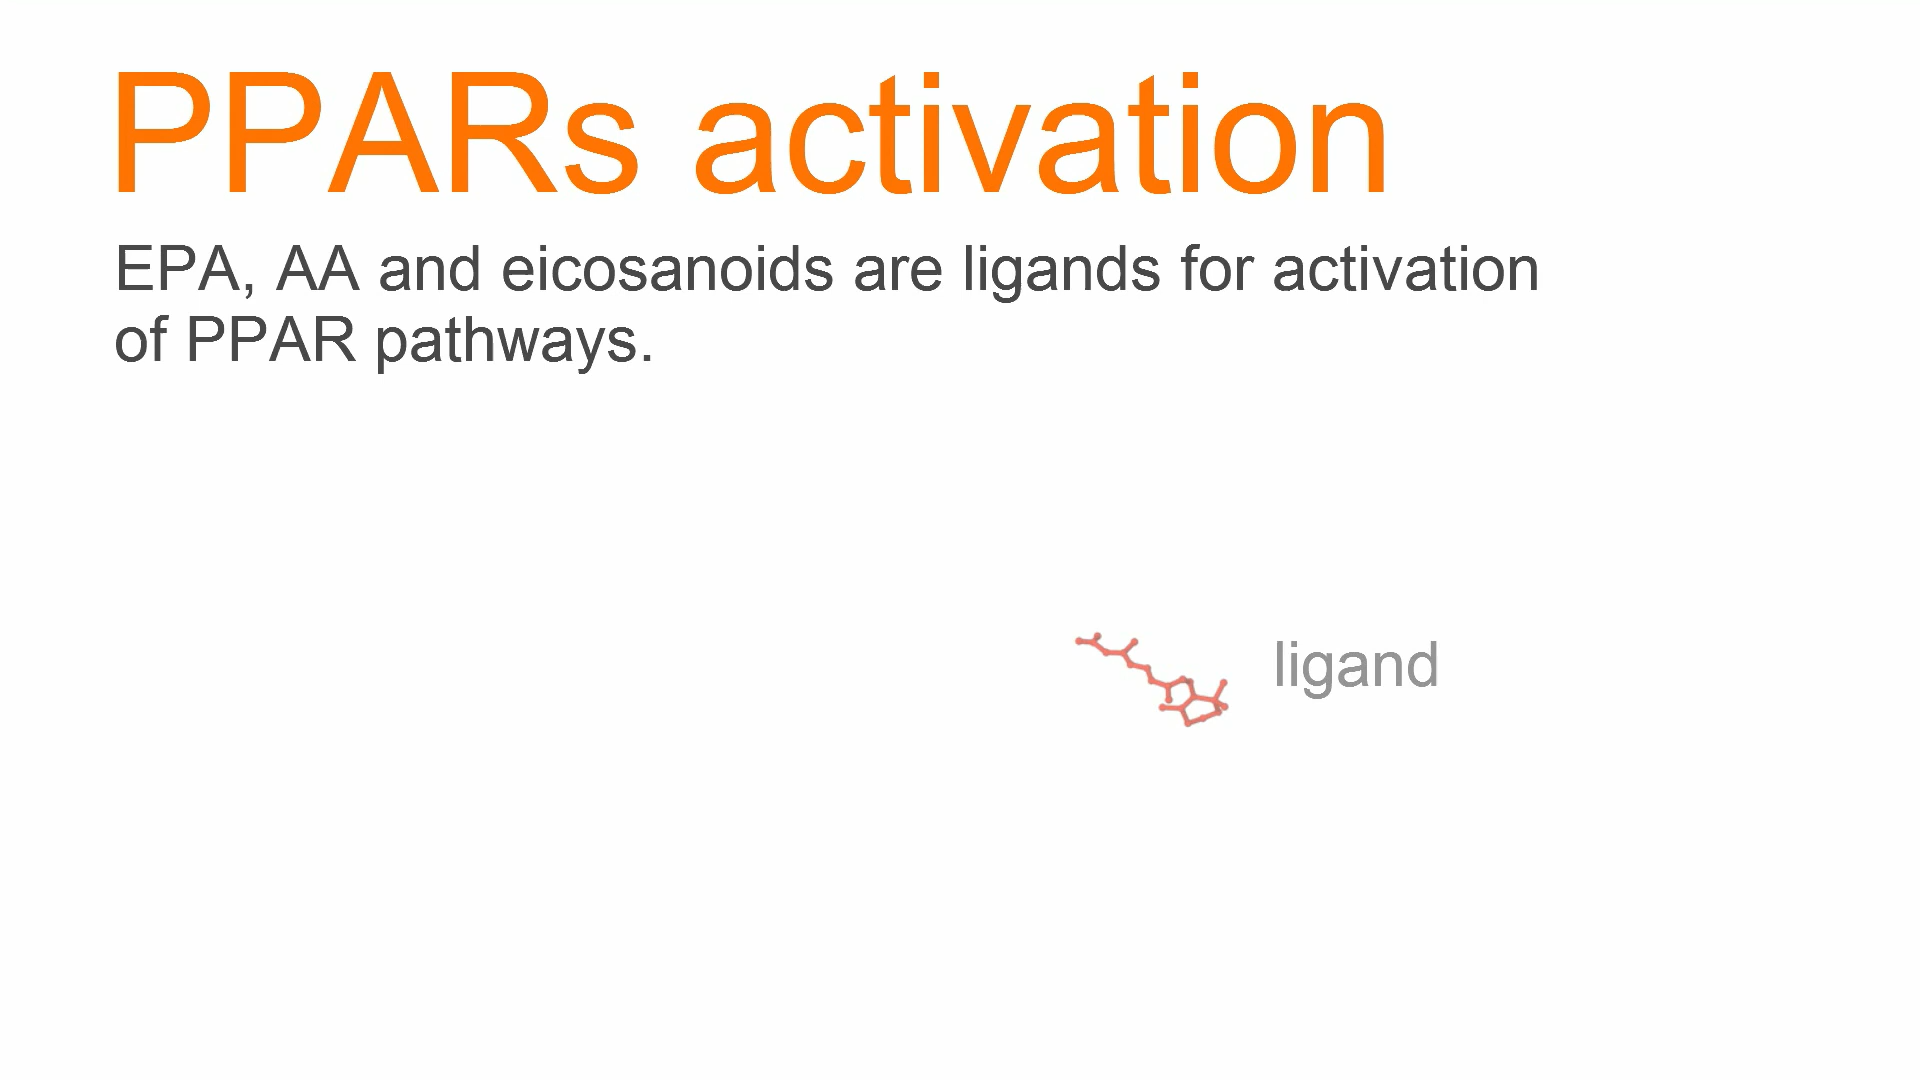 PPARs activation
EPA, AA and eicosanoids are ligands for activation
of PPAR pathways.
ligand